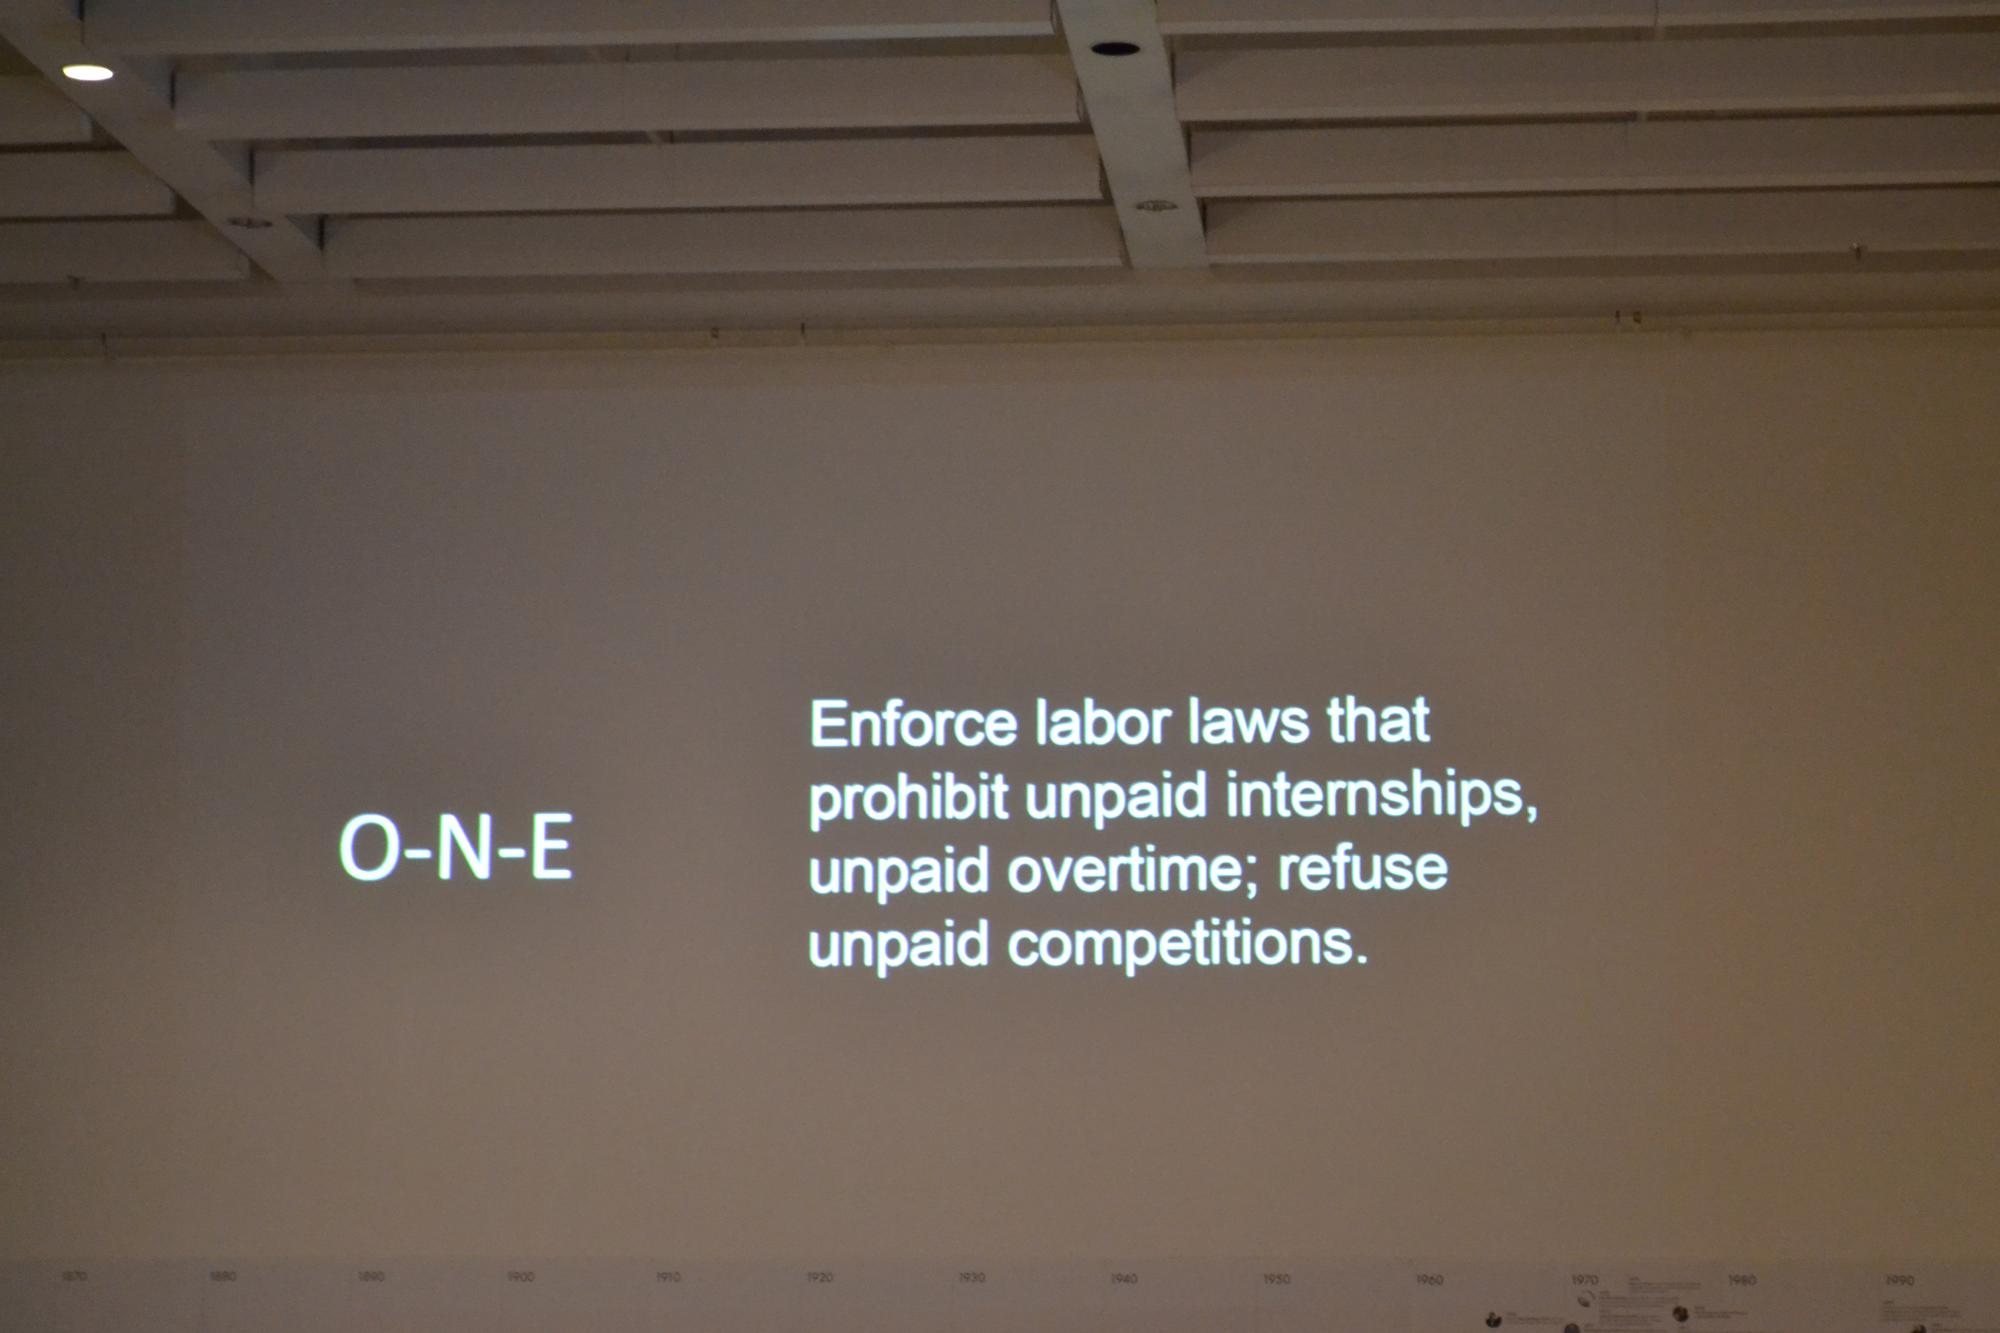 O-N-E
Enforce labor laws that
prohibit unpaid internships,
unpaid overtime; refuse
unpaid competitions.
1870 1880 1890 1900 1910 1920 1930 1940 1950 1960 1970 1980 1990